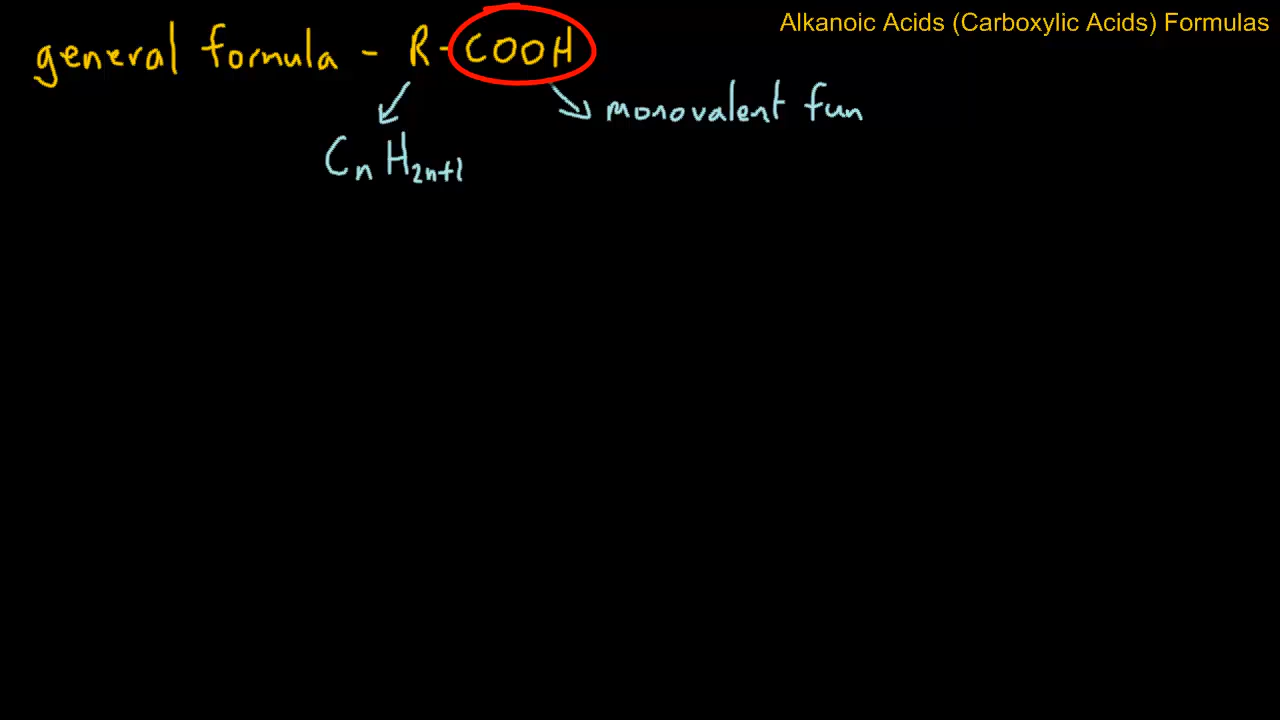 Alkanoic Acids (Carboxylic Acids) Formulas
general formula - R-COOH
monovalent fun
CnH2n+1